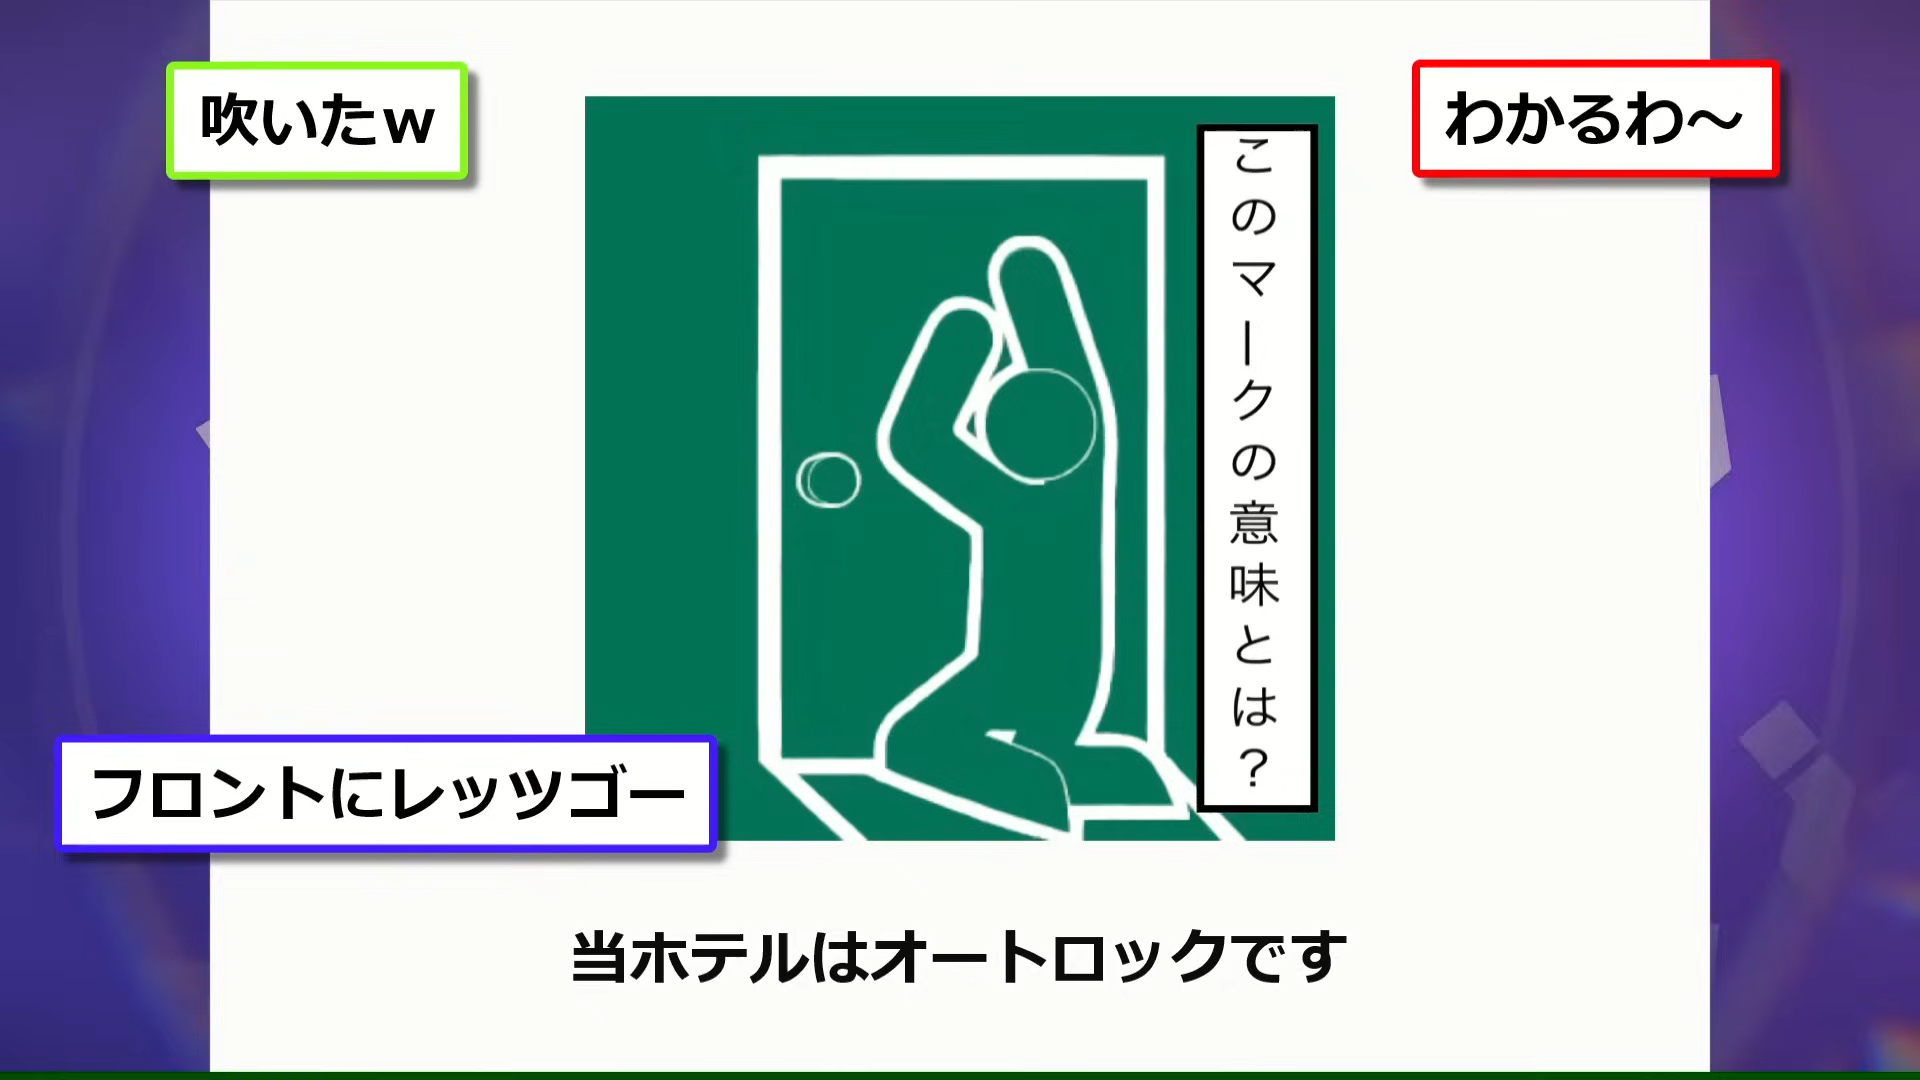 吹いたw
わかるわ～
このマークの意味とは？
フロントにレッツゴー
当ホテルはオートロックです